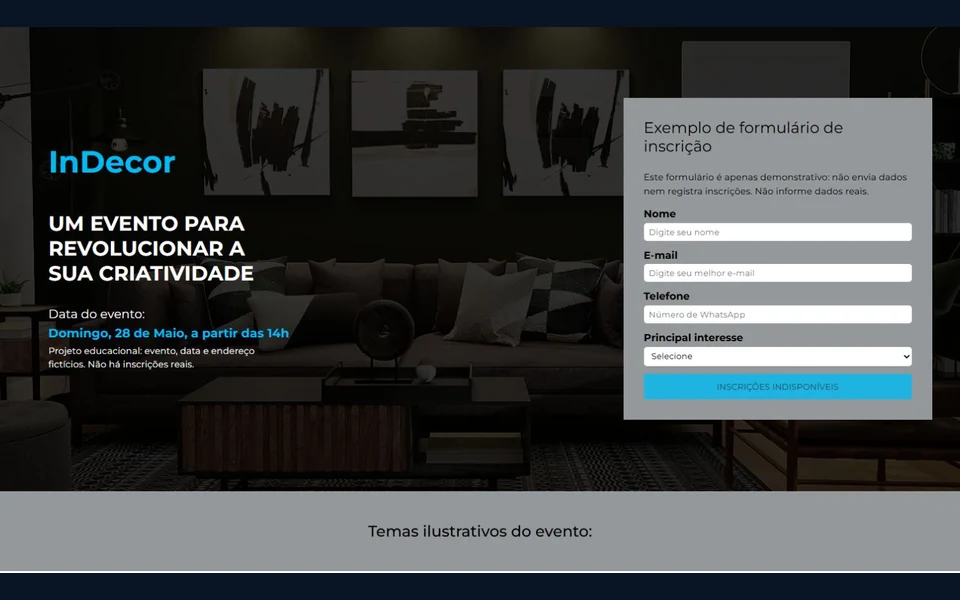 InDecor
UM EVENTO PARA
REVOLUCIONAR A
SUA CRIATIVIDADE
Data do evento:
Domingo, 28 de Maio, a partir das 14h
Projeto educacional: evento, data e endereço
fictícios. Não há inscrições reais.
Exemplo de formulário de
inscrição
Este formulário é apenas demonstrativo: não envia dados
nem registra inscrições. Não informe dados reais.
Nome
Digite seu nome
E-mail
Digite seu melhor e-mail
Telefone
Número de WhatsApp
Principal interesse
Selecione
INSCRIÇÕES INDISPONÍVEIS
Temas ilustrativos do evento: